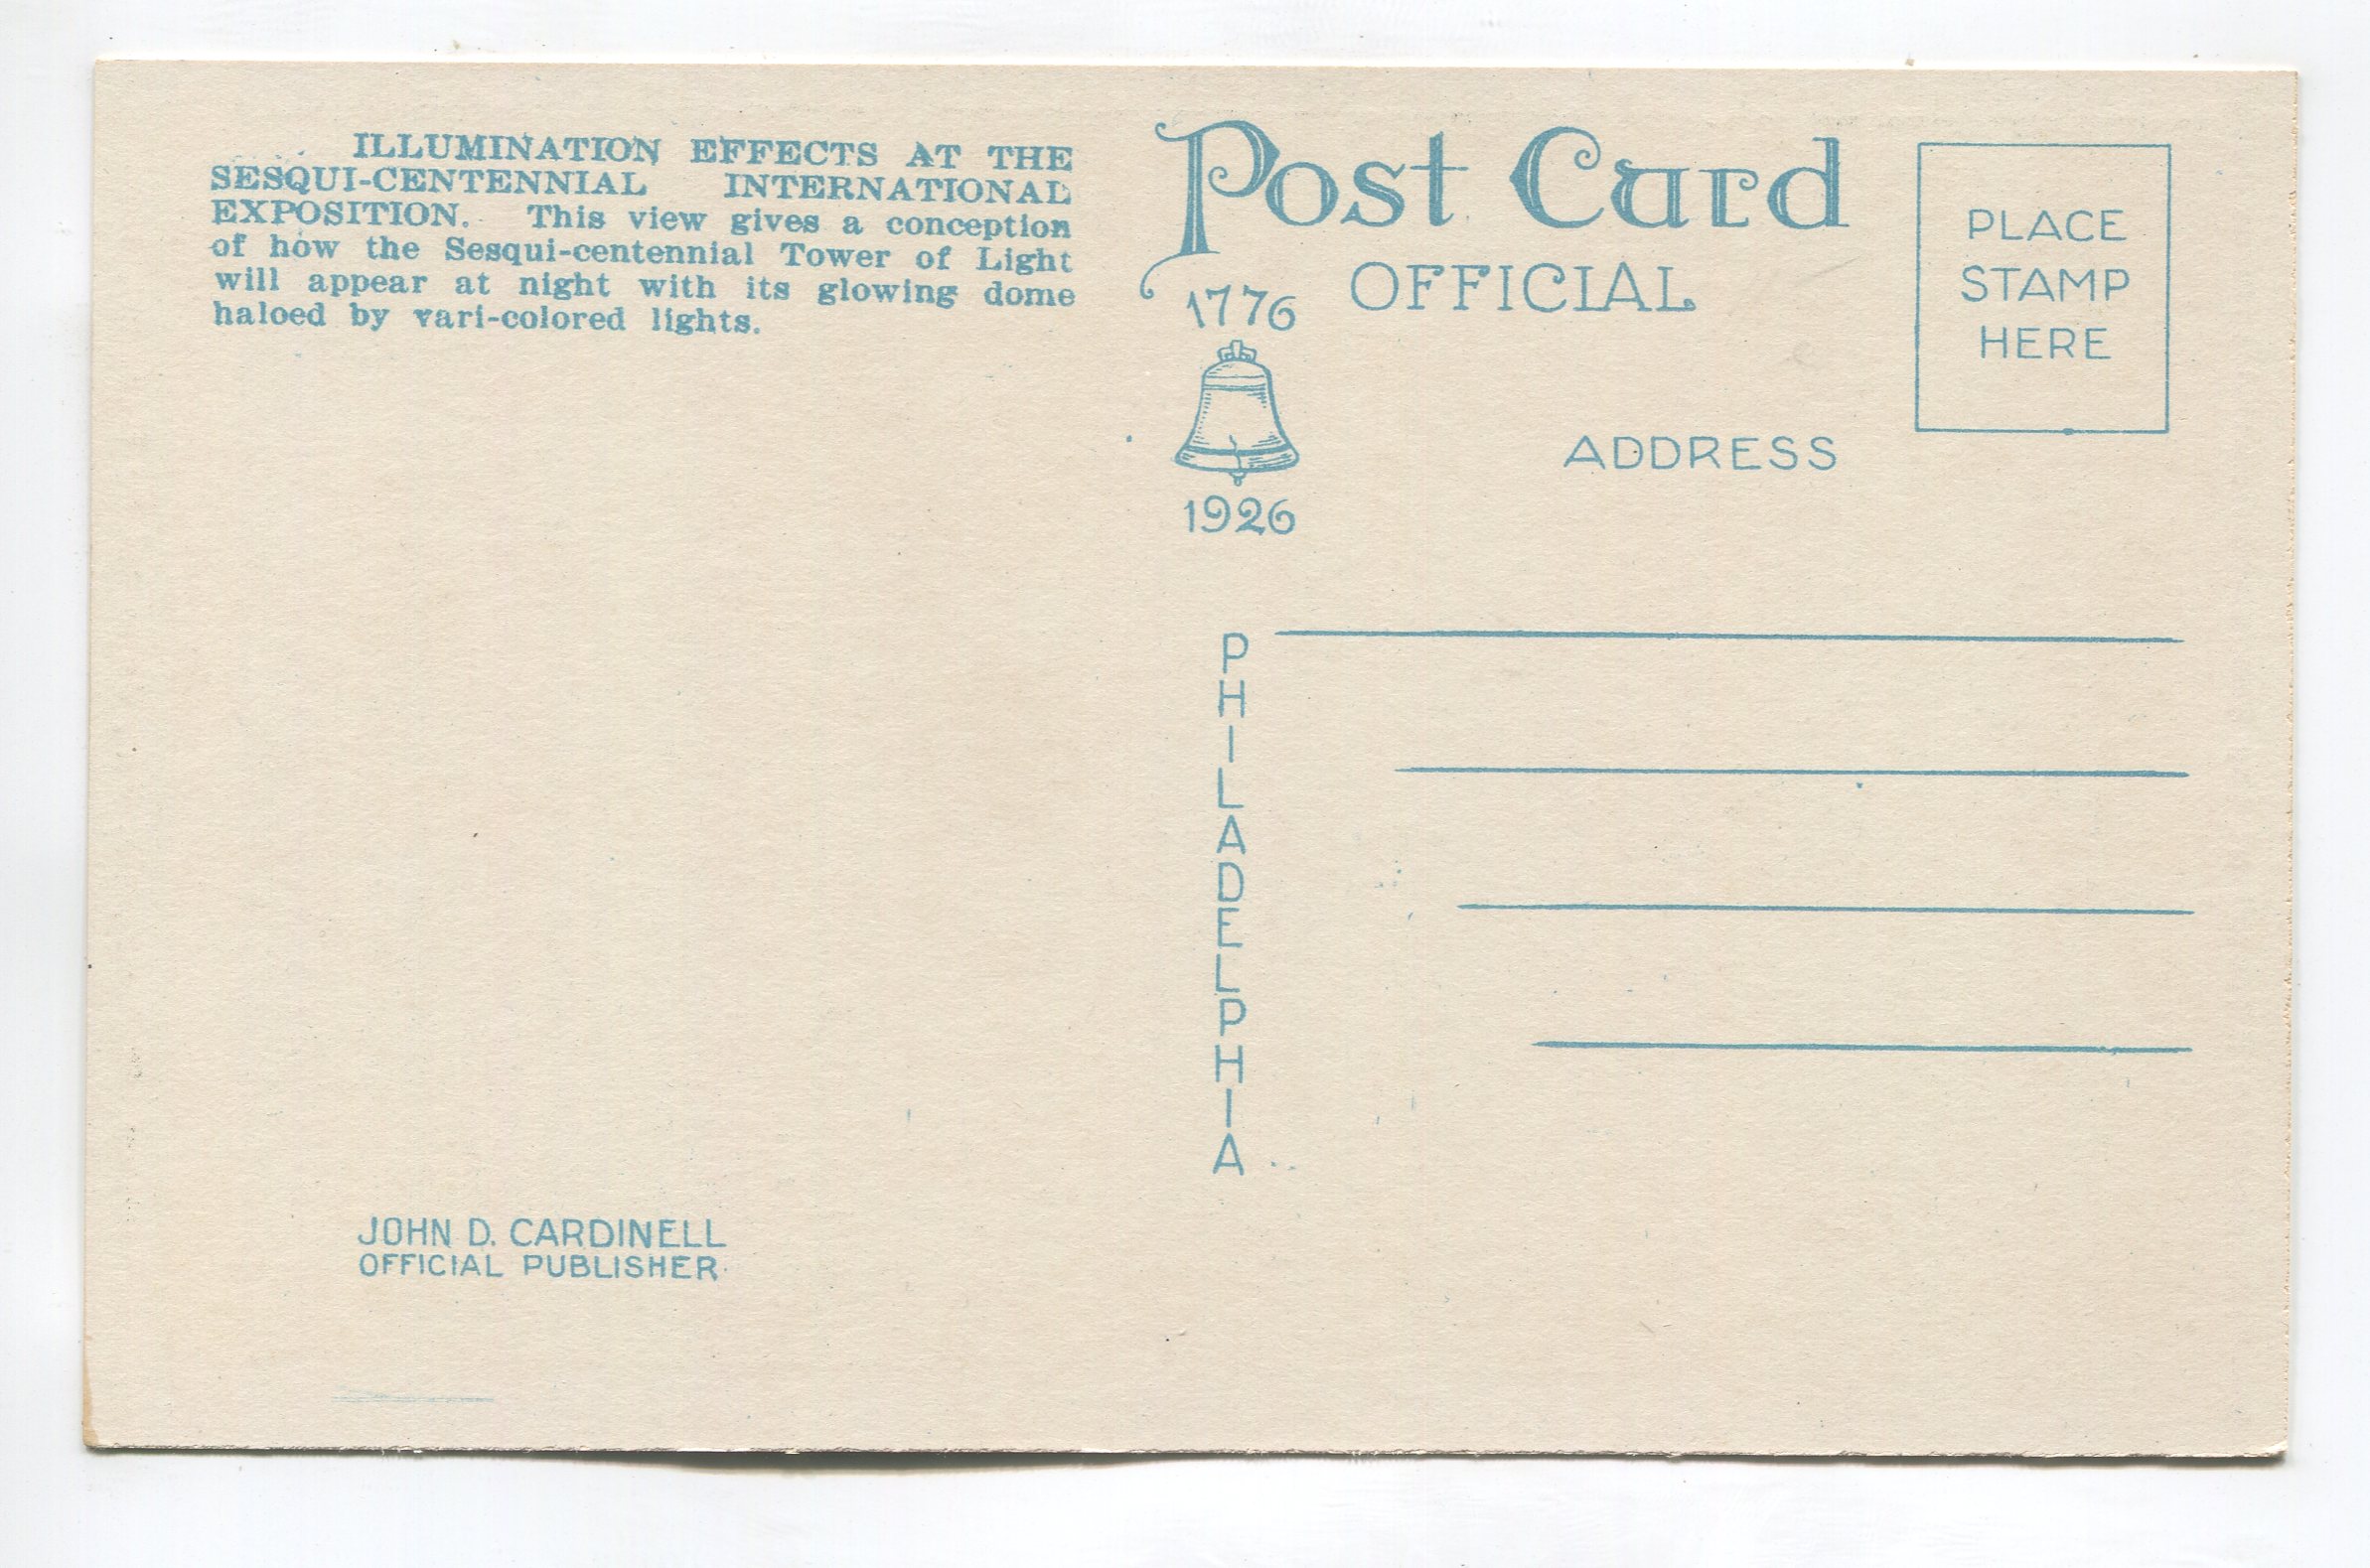 ILLUMINATION EFFECTS AT THE
SESQUI-CENTENNIAL INTERNATIONAL
EXPOSITION. This view gives a conception
of how the Sesqui-centennial Tower of Light
will appear at night with its glowing dome
haloed by vari-colored lights.
JOHN D. CARDINELL
OFFICIAL PUBLISHER
Post Card
OFFICIAL
1776
1926
PHILADELPHIA
ADDRESS
PLACE
STAMP
HERE